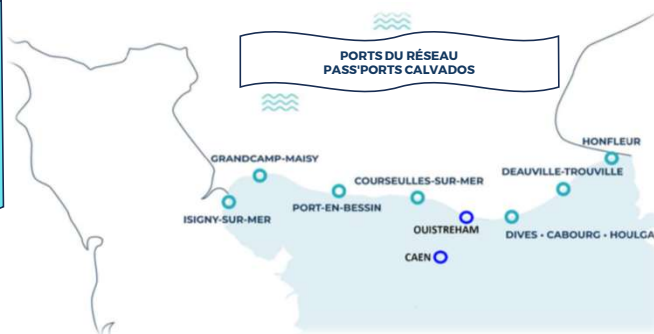 PORTS DU RÉSEAU
PASS'PORTS CALVADOS
HONFLEUR
GRANDCAMP-MAISY
DEAUVILLE-TROUVILLE
COURSEULLES-SUR-MER
PORT-EN-BESSIN
ISIGNY-SUR-MER
OUISTREHAM
DIVES • CABOURG • HOULGA
CAEN